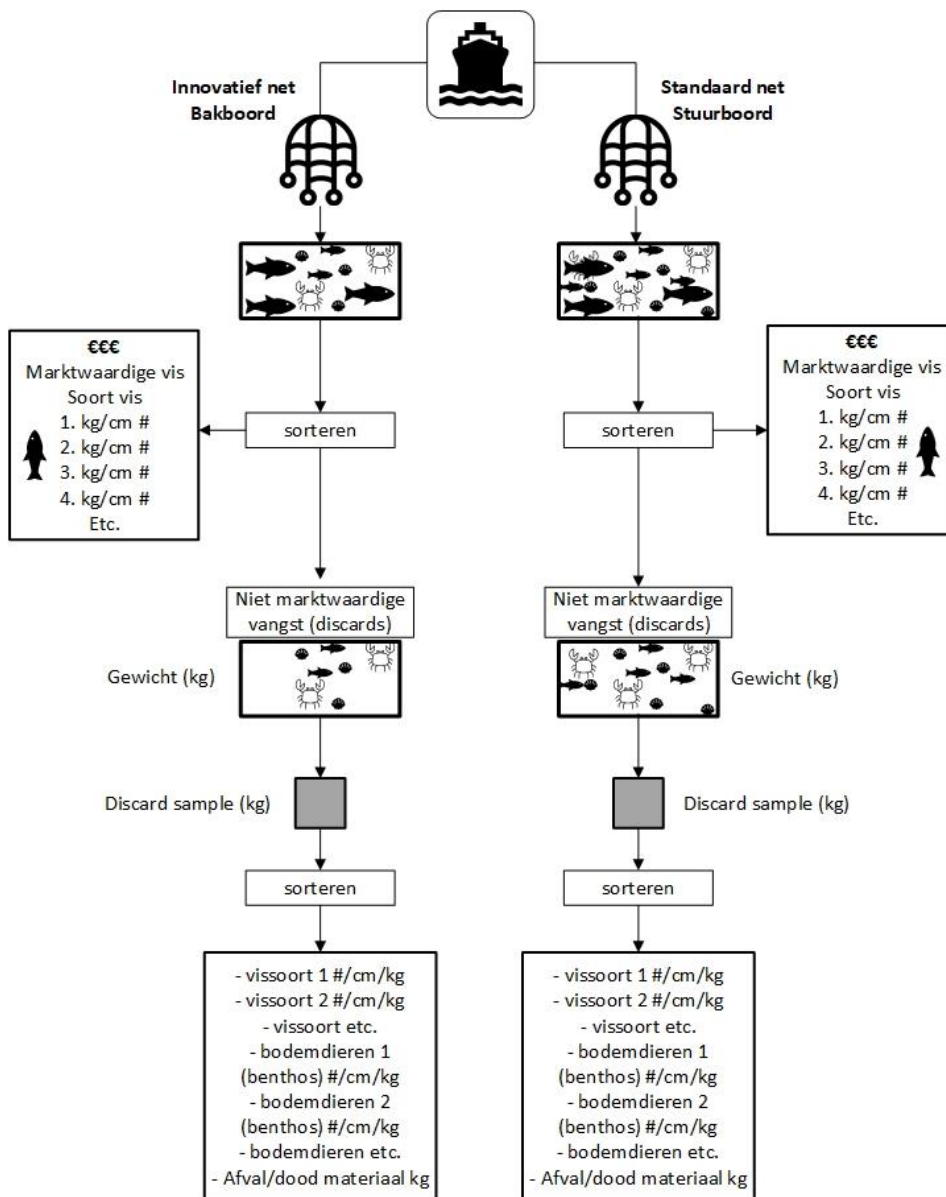 Innovatief net
Bakboord
Standaard net
Stuurboord
€€€
Marktwaardige vis
Soort vis
1. kg/cm #
2. kg/cm #
3. kg/cm #
4. kg/cm #
Etc.
sorteren
sorteren
€€€
Marktwaardige vis
Soort vis
1. kg/cm #
2. kg/cm #
3. kg/cm #
4. kg/cm #
Etc.
Niet marktwaardige
vangst (discards)
Niet marktwaardige
vangst (discards)
Gewicht (kg)
Gewicht (kg)
Discard sample (kg)
Discard sample (kg)
sorteren
sorteren
- vissoort 1 #/cm/kg
- vissoort 2 #/cm/kg
- vissoort etc.
- bodemdieren 1
(benthos) #/cm/kg
- bodemdieren 2
(benthos) #/cm/kg
- bodemdieren etc.
- Afval/dood materiaal kg
- vissoort 1 #/cm/kg
- vissoort 2 #/cm/kg
- vissoort etc.
- bodemdieren 1
(benthos) #/cm/kg
- bodemdieren 2
(benthos) #/cm/kg
- bodemdieren etc.
- Afval/dood materiaal kg